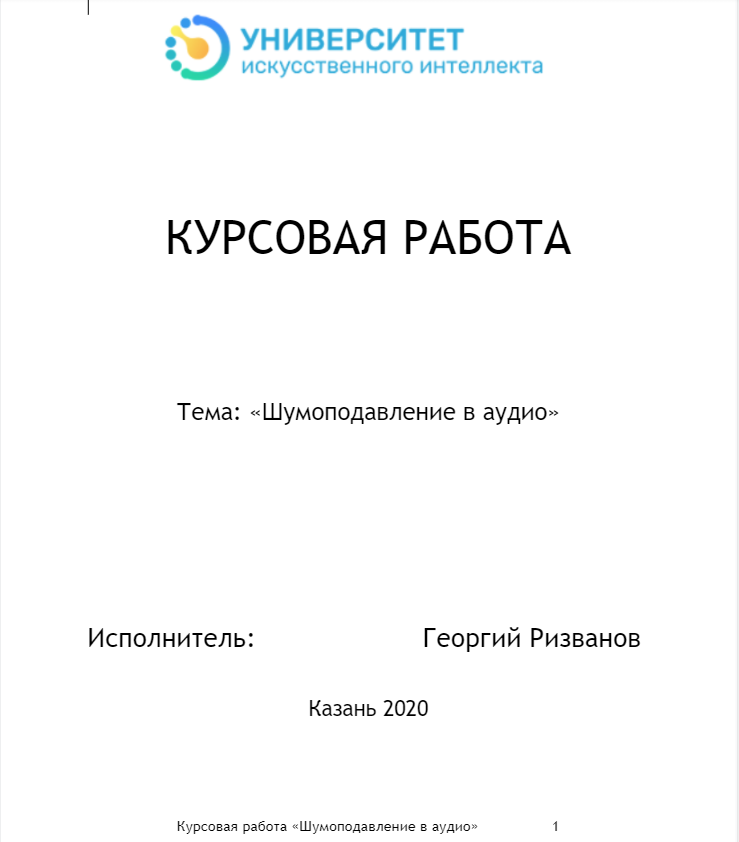 УНИВЕРСИТЕТ
искусственного интеллекта
КУРСОВАЯ РАБОТА
Тема: «Шумоподавление в аудио»
Исполнитель: Георгий Ризванов
Казань 2020
Курсовая работа «Шумоподавление в аудио» 1